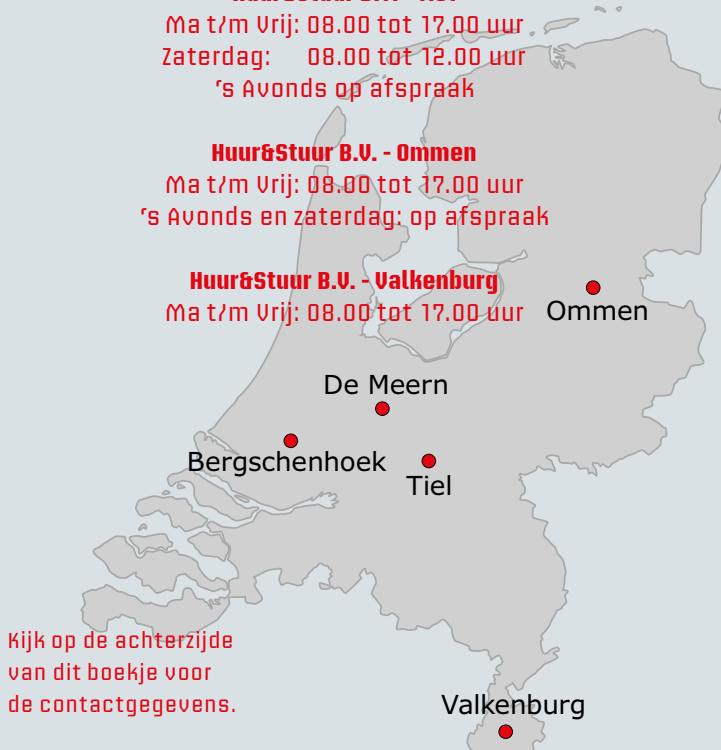 Ma t/m Vrij: 08.00 tot 17.00 uur
Zaterdag: 08.00 tot 12.00 uur
's Avonds op afspraak
Huur&Stuur B.V. - Ommen
Ma t/m Vrij: 08.00 tot 17.00 uur
's Avonds en zaterdag: op afspraak
Huur&Stuur B.V. - Valkenburg
Ma t/m Vrij: 08.00 tot 17.00 uur
Ommen
De Meern
Bergschenhoek
Tiel
Kijk op de achterzijde
van dit boekje voor
de contactgegevens.
Valkenburg